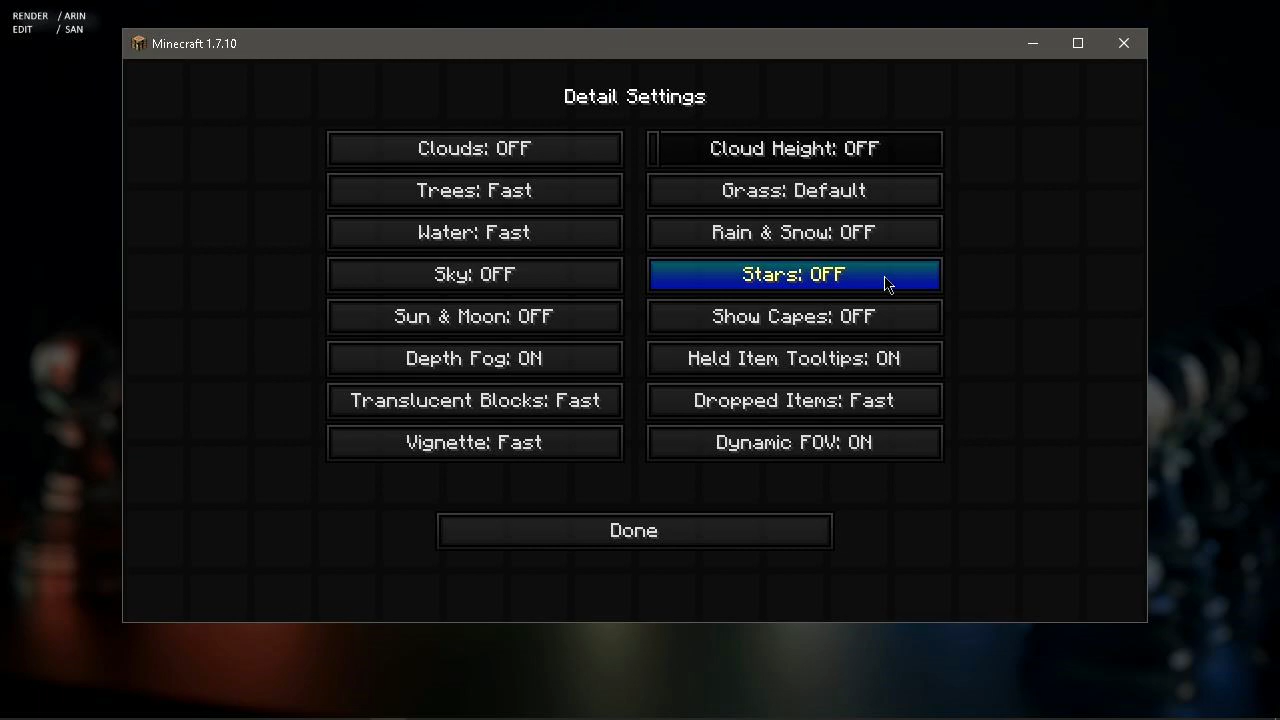 RENDER / ARIN
EDIT / SAN
Minecraft 1.7.10
Detail Settings
Clouds: OFF
Cloud Height: OFF
Trees: Fast
Grass: Default
Water: Fast
Rain & Snow: OFF
Sky: OFF
Stars: OFF
Sun & Moon: OFF
Show Capes: OFF
Depth Fog: ON
Held Item Tooltips: ON
Translucent Blocks: Fast
Dropped Items: Fast
Vignette: Fast
Dynamic FOV: ON
Done